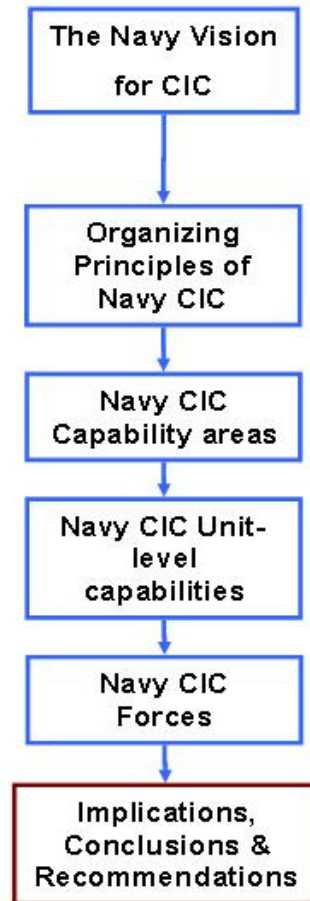 The Navy Vision
for CIC
Organizing
Principles of
Navy CIC
Navy CIC
Capability areas
Navy CIC Unit-
level
capabilities
Navy CIC
Forces
Implications,
Conclusions &
Recommendations